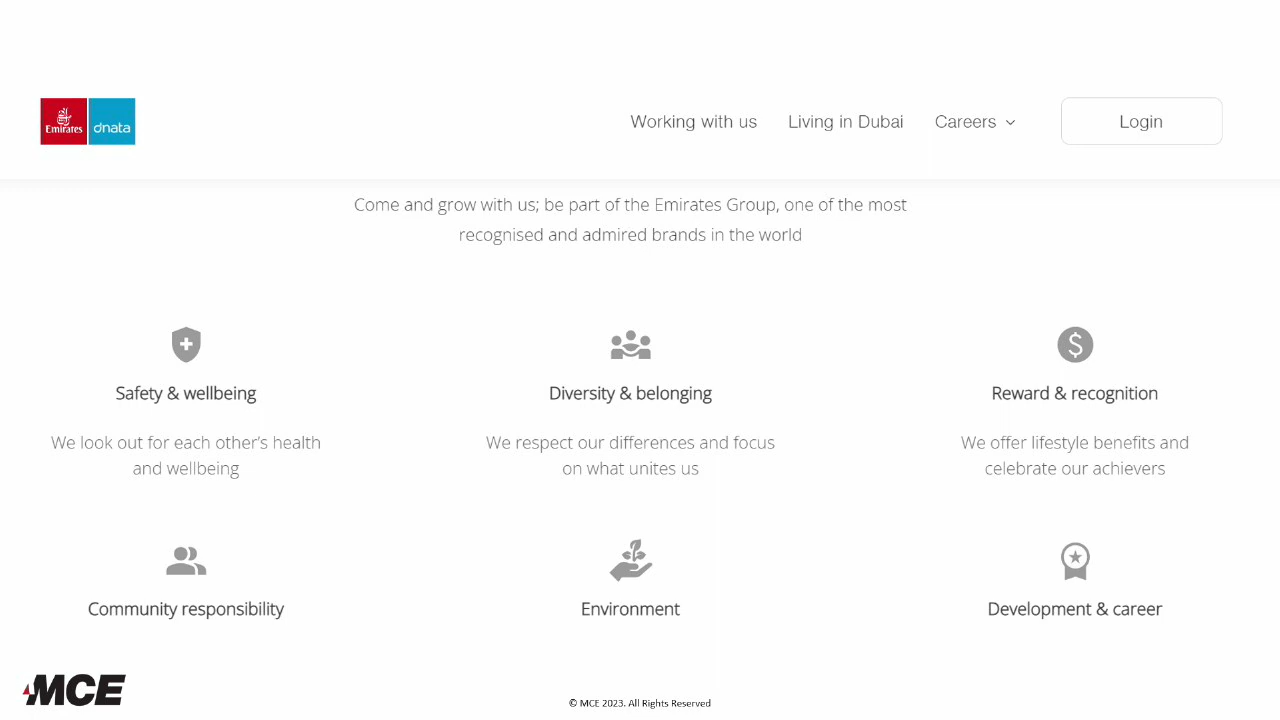 Emirates
dnata
Working with us
Living in Dubai
Careers
Login
Come and grow with us; be part of the Emirates Group, one of the most
recognised and admired brands in the world
Safety & wellbeing
Diversity & belonging
Reward & recognition
We look out for each other’s health
and wellbeing
We respect our differences and focus
on what unites us
We offer lifestyle benefits and
celebrate our achievers
Community responsibility
Environment
Development & career
MCE
© MCE 2023. All Rights Reserved